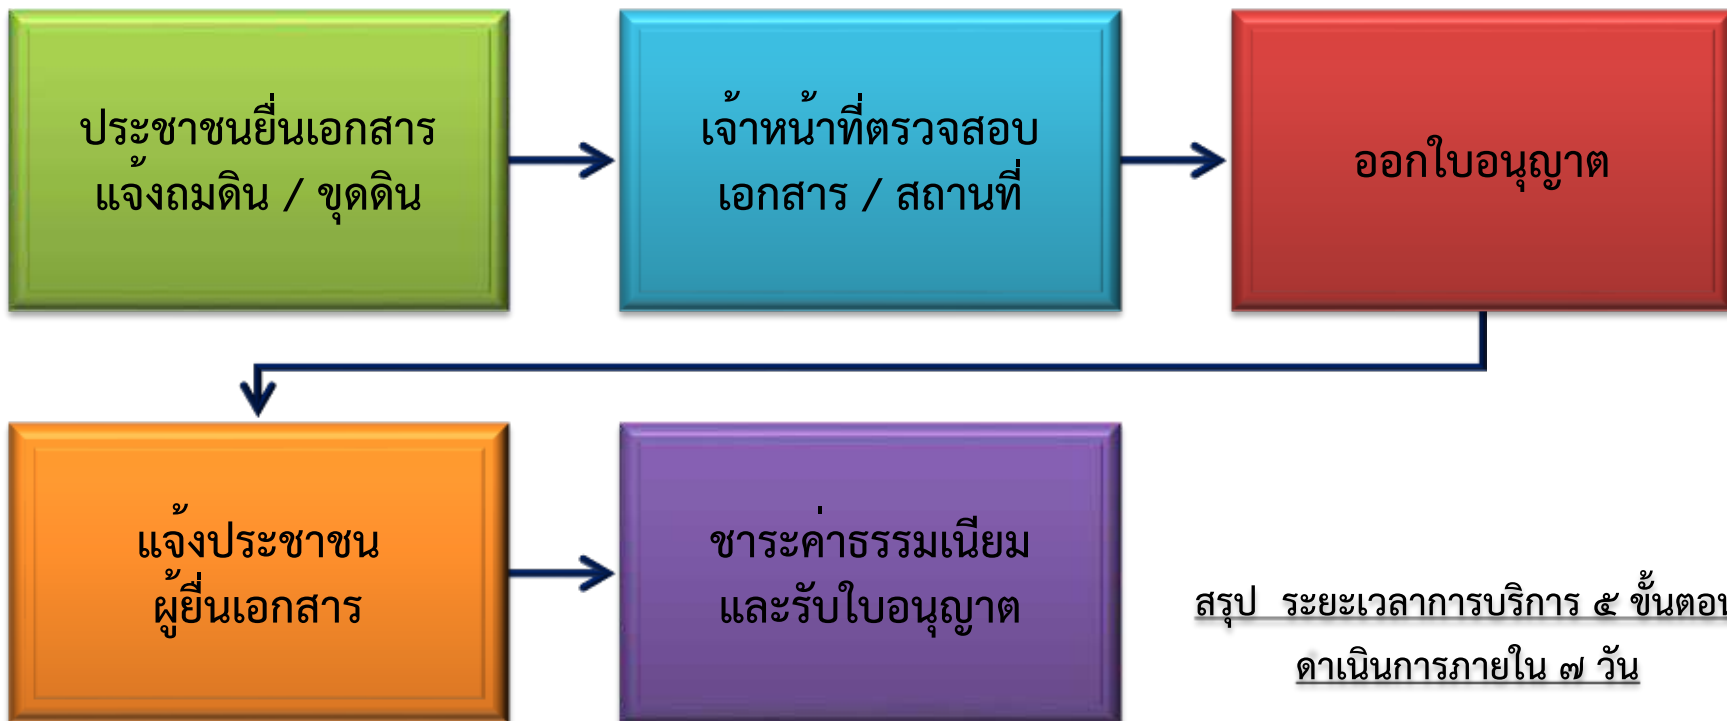 ประชาชนยื่นเอกสาร
แจ้งถมดิน / ขุดดิน
เจ้าหน้าที่ตรวจสอบ
เอกสาร / สถานที่
ออกใบอนุญาต
แจ้งประชาชน
ผู้ยื่นเอกสาร
ชาระค่าธรรมเนียม
และรับใบอนุญาต
สรุป ระยะเวลาการบริการ ๕ ขั้นตอน
ดาเนินการภายใน ๗ วัน